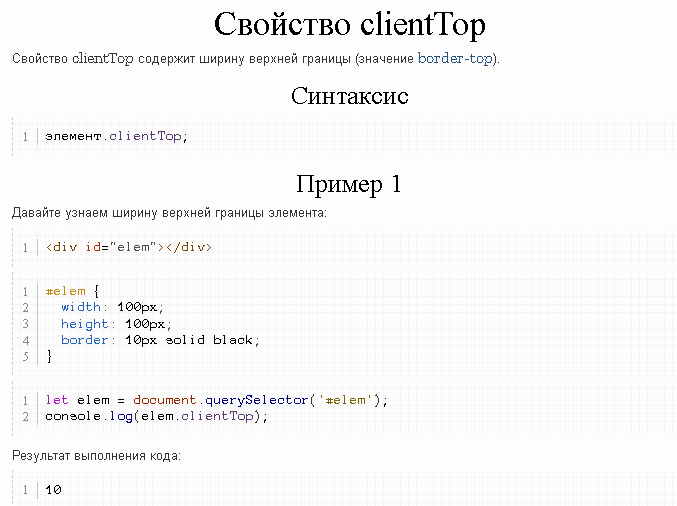 Свойство clientTop
Свойство clientTop содержит ширину верхней границы (значение border-top).
Синтаксис
1 элемент.clientTop;
Пример 1
Давайте узнаем ширину верхней границы элемента:
1 <div id="elem"></div>
1 #elem {
2 width: 100px;
3 height: 100px;
4 border: 10px solid black;
5 }
1 let elem = document.querySelector('#elem');
2 console.log(elem.clientTop);
Результат выполнения кода:
1 10